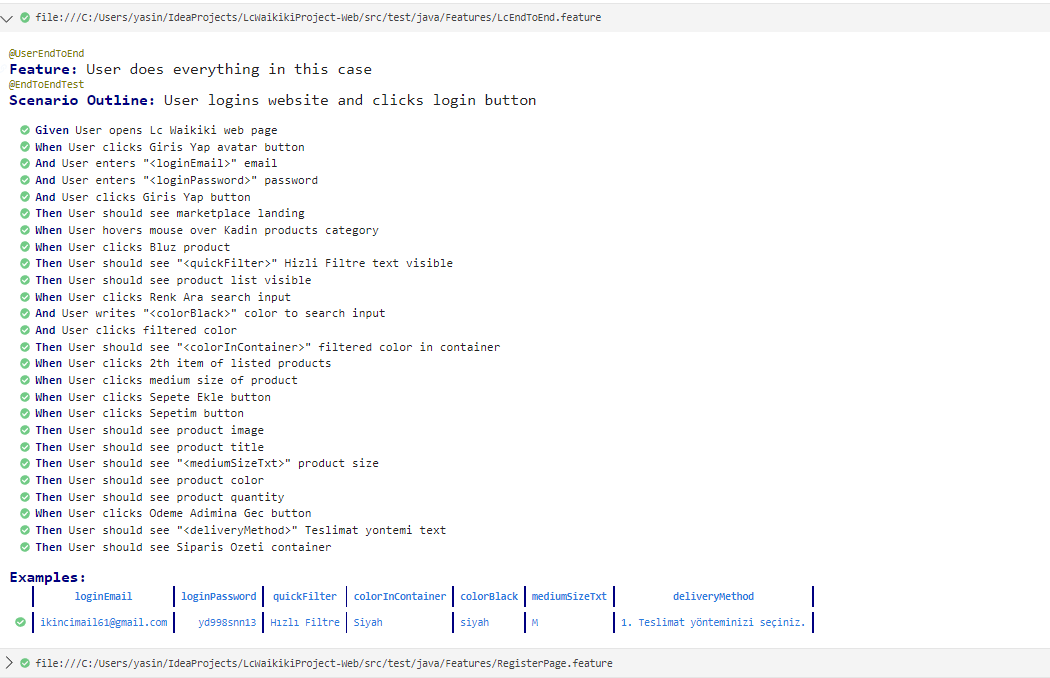 file:///C:/Users/yasin/IdeaProjects/LcWaikikiProject-Web/src/test/java/Features/LcEndToEnd.feature
@UserEndToEnd
Feature: User does everything in this case
@EndToEndTest
Scenario Outline: User logins website and clicks login button
Given User opens Lc Waikiki web page
When User clicks Giris Yap avatar button
And User enters "<loginEmail>" email
And User enters "<loginPassword>" password
And User clicks Giris Yap button
Then User should see marketplace landing
When User hovers mouse over Kadin products category
When User clicks Bluz product
Then User should see "<quickFilter>" Hizli Filtre text visible
Then User should see product list visible
When User clicks Renk Ara search input
And User writes "<colorBlack>" color to search input
And User clicks filtered color
Then User should see "<colorInContainer>" filtered color in container
When User clicks 2th item of listed products
When User clicks medium size of product
When User clicks Sepete Ekle button
When User clicks Sepetim button
Then User should see product image
Then User should see product title
Then User should see "<mediumSizeTxt>" product size
Then User should see product color
Then User should see product quantity
When User clicks Odeme Adimina Gec button
Then User should see "<deliveryMethod>" Teslimat yontemi text
Then User should see Siparis Ozeti container
Examples:
loginEmail loginPassword quickFilter colorInContainer colorBlack mediumSizeTxt deliveryMethod
ikincimail61@gmail.com yd998snn13 Hızlı Filtre Siyah siyah M 1. Teslimat yönteminizi seçiniz.
file:///C:/Users/yasin/IdeaProjects/LcWaikikiProject-Web/src/test/java/Features/RegisterPage.feature